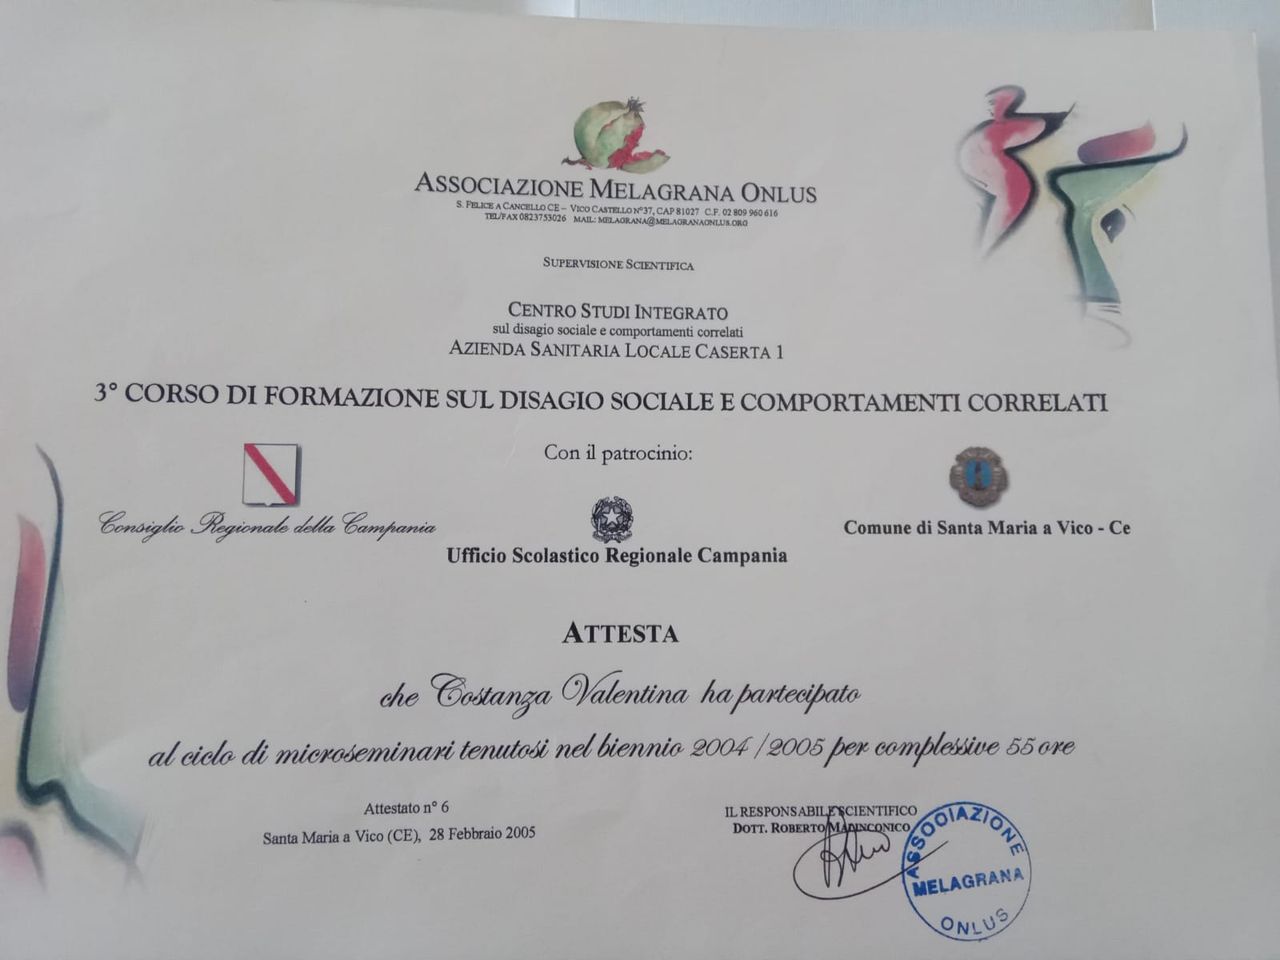 ASSOCIAZIONE MELAGRANA ONLUS
S. FELICE A CANCELLO CE – VICO CASTELLO N°37, CAP 81027 C.F. 02 809 960 616
TEL/FAX 0823753026 MAIL: MELAGRANA@MELAGRANAONLUS.ORG
SUPERVISIONE SCIENTIFICA
CENTRO STUDI INTEGRATO
sul disagio sociale e comportamenti correlati
AZIENDA SANITARIA LOCALE CASERTA 1
3° CORSO DI FORMAZIONE SUL DISAGIO SOCIALE E COMPORTAMENTI CORRELATI
Con il patrocinio:
Consiglio Regionale della Campania
Ufficio Scolastico Regionale Campania
Comune di Santa Maria a Vico - Ce
ATTESTA
che Costanza Valentina ha partecipato
al ciclo di microseminari tenutosi nel biennio 2004/2005 per complessive 55 ore
Attestato n° 6
Santa Maria a Vico (CE), 28 Febbraio 2005
IL RESPONSABILE SCIENTIFICO
DOTT. ROBERTO
ASSOCIAZIONE
MELAGRANA
ONLUS